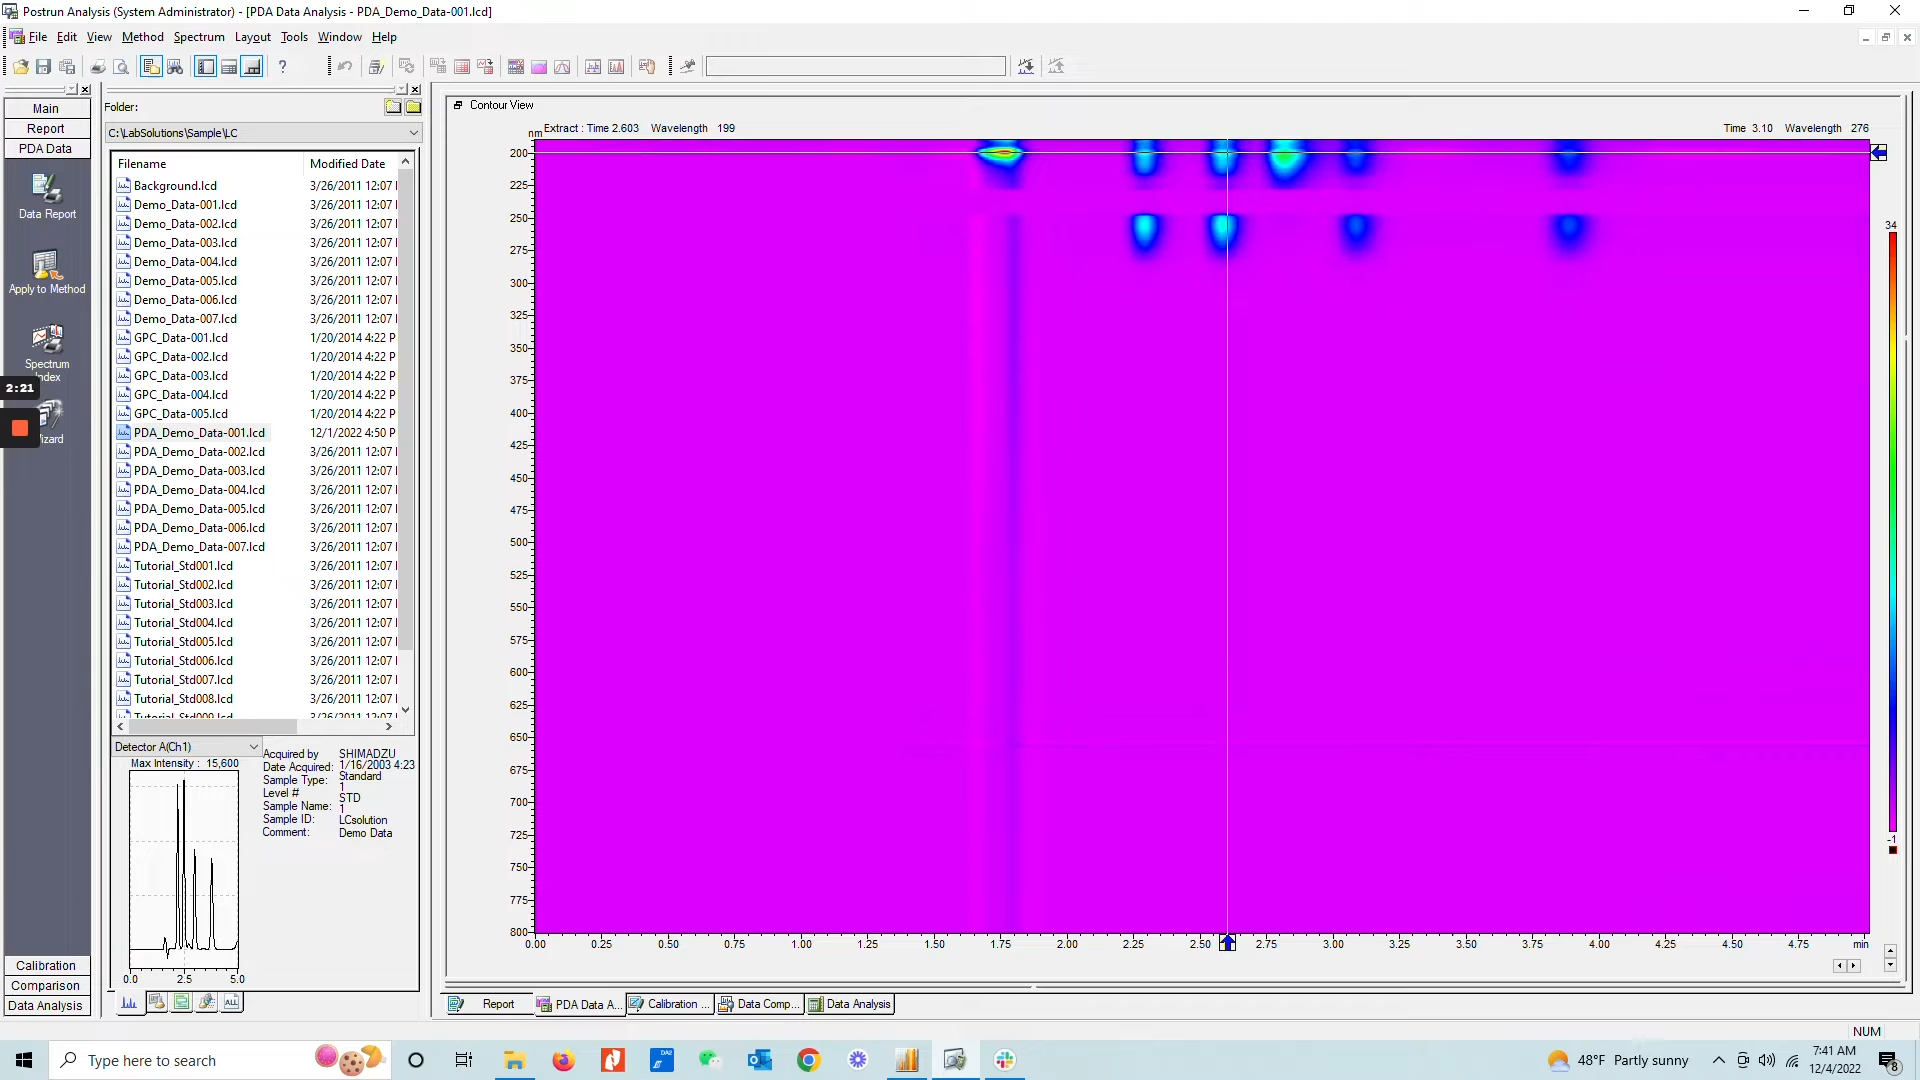 Postrun Analysis (System Administrator) - [PDA Data Analysis - PDA_Demo_Data-001.lcd]
File Edit View Method Spectrum Layout Tools Window Help
Main
Report
PDA Data
Data Report
Apply to Method
Spectrum
Index
2:21
izard
Calibration
Comparison
Data Analysis
Folder:
C:\LabSolutions\Sample\LC
Filename Modified Date
Background.lcd 3/26/2011 12:07
Demo_Data-001.lcd 3/26/2011 12:07
Demo_Data-002.lcd 3/26/2011 12:07
Demo_Data-003.lcd 3/26/2011 12:07
Demo_Data-004.lcd 3/26/2011 12:07
Demo_Data-005.lcd 3/26/2011 12:07
Demo_Data-006.lcd 3/26/2011 12:07
Demo_Data-007.lcd 3/26/2011 12:07
GPC_Data-001.lcd 1/20/2014 4:22 P
GPC_Data-002.lcd 1/20/2014 4:22 P
GPC_Data-003.lcd 1/20/2014 4:22 P
GPC_Data-004.lcd 1/20/2014 4:22 P
GPC_Data-005.lcd 1/20/2014 4:22 P
PDA_Demo_Data-001.lcd 12/1/2022 4:50 P
PDA_Demo_Data-002.lcd 3/26/2011 12:07
PDA_Demo_Data-003.lcd 3/26/2011 12:07
PDA_Demo_Data-004.lcd 3/26/2011 12:07
PDA_Demo_Data-005.lcd 3/26/2011 12:07
PDA_Demo_Data-006.lcd 3/26/2011 12:07
PDA_Demo_Data-007.lcd 3/26/2011 12:07
Tutorial_Std001.lcd 3/26/2011 12:07
Tutorial_Std002.lcd 3/26/2011 12:07
Tutorial_Std003.lcd 3/26/2011 12:07
Tutorial_Std004.lcd 3/26/2011 12:07
Tutorial_Std005.lcd 3/26/2011 12:07
Tutorial_Std006.lcd 3/26/2011 12:07
Tutorial_Std007.lcd 3/26/2011 12:07
Tutorial_Std008.lcd 3/26/2011 12:07
Tutorial_Std009.lcd 3/26/2011 12:07
Detector A(Ch1)
Max Intensity : 15,600
0.0 2.5 5.0
Acquired by SHIMADZU
Date Acquired: 1/16/2003 4:23
Sample Type: Standard
Level # 1
Sample Name: STD
Sample ID: 1
Comment: LCsolution
Demo Data
ALL
Contour View
nm Extract : Time 2.603 Wavelength 199 Time 3.10 Wavelength 276
200
225
250
275
300
325
350
375
400
425
450
475
500
525
550
575
600
625
650
675
700
725
750
775
800
0.00 0.25 0.50 0.75 1.00 1.25 1.50 1.75 2.00 2.25 2.50 2.75 3.00 3.25 3.50 3.75 4.00 4.25 4.50 4.75 min
34
-1
Report PDA Data A... Calibration ... Data Comp... Data Analysis
NUM
Type here to search
DA2
48°F Partly sunny
7:41 AM
12/4/2022
8